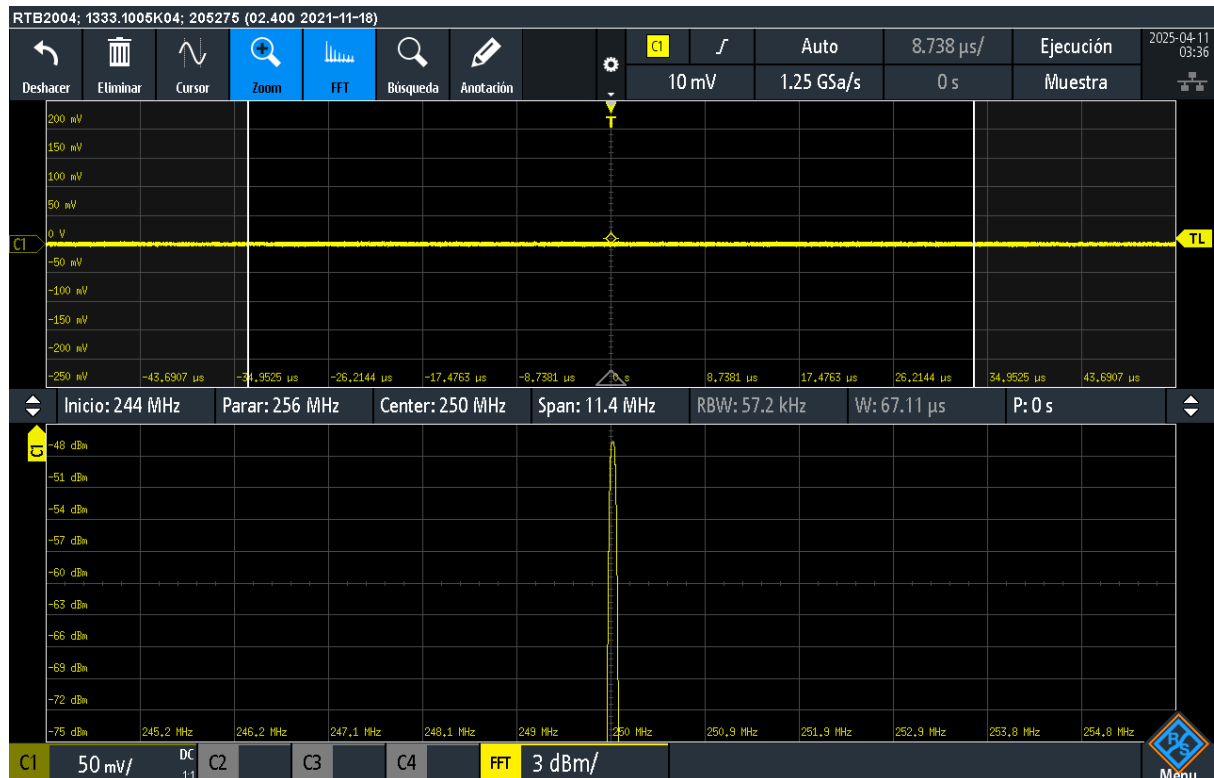 RTB2004; 1333.1005K04; 205275 (02.400 2021-11-18)
Deshacer Eliminar Cursor Zoom FFT Búsqueda Anotación
C1 Auto 8.738 µs/ Ejecución 2025-04-11
03:36
10 mV 1.25 GSa/s 0 s Muestra
T
200 mV
150 mV
100 mV
50 mV
C1 0 V TL
-50 mV
-100 mV
-150 mV
-200 mV
-250 mV -43,6907 µs -34,9525 µs -26,2144 µs -17,4763 µs -8,7381 µs 0 s 8,7381 µs 17,4763 µs 26,2144 µs 34,9525 µs 43,6907 µs
Inicio: 244 MHz Parar: 256 MHz Center: 250 MHz Span: 11.4 MHz RBW: 57.2 kHz W: 67.11 µs P: 0 s
C1 -48 dBm
-51 dBm
-54 dBm
-57 dBm
-60 dBm
-63 dBm
-66 dBm
-69 dBm
-72 dBm
-75 dBm 245,2 MHz 246,2 MHz 247,1 MHz 248,1 MHz 249 MHz 250 MHz 250,9 MHz 251,9 MHz 252,9 MHz 253,8 MHz 254,8 MHz
C1 50 mV/ DC 1:1 C2 C3 C4 FFT 3 dBm/
R&S
Menu